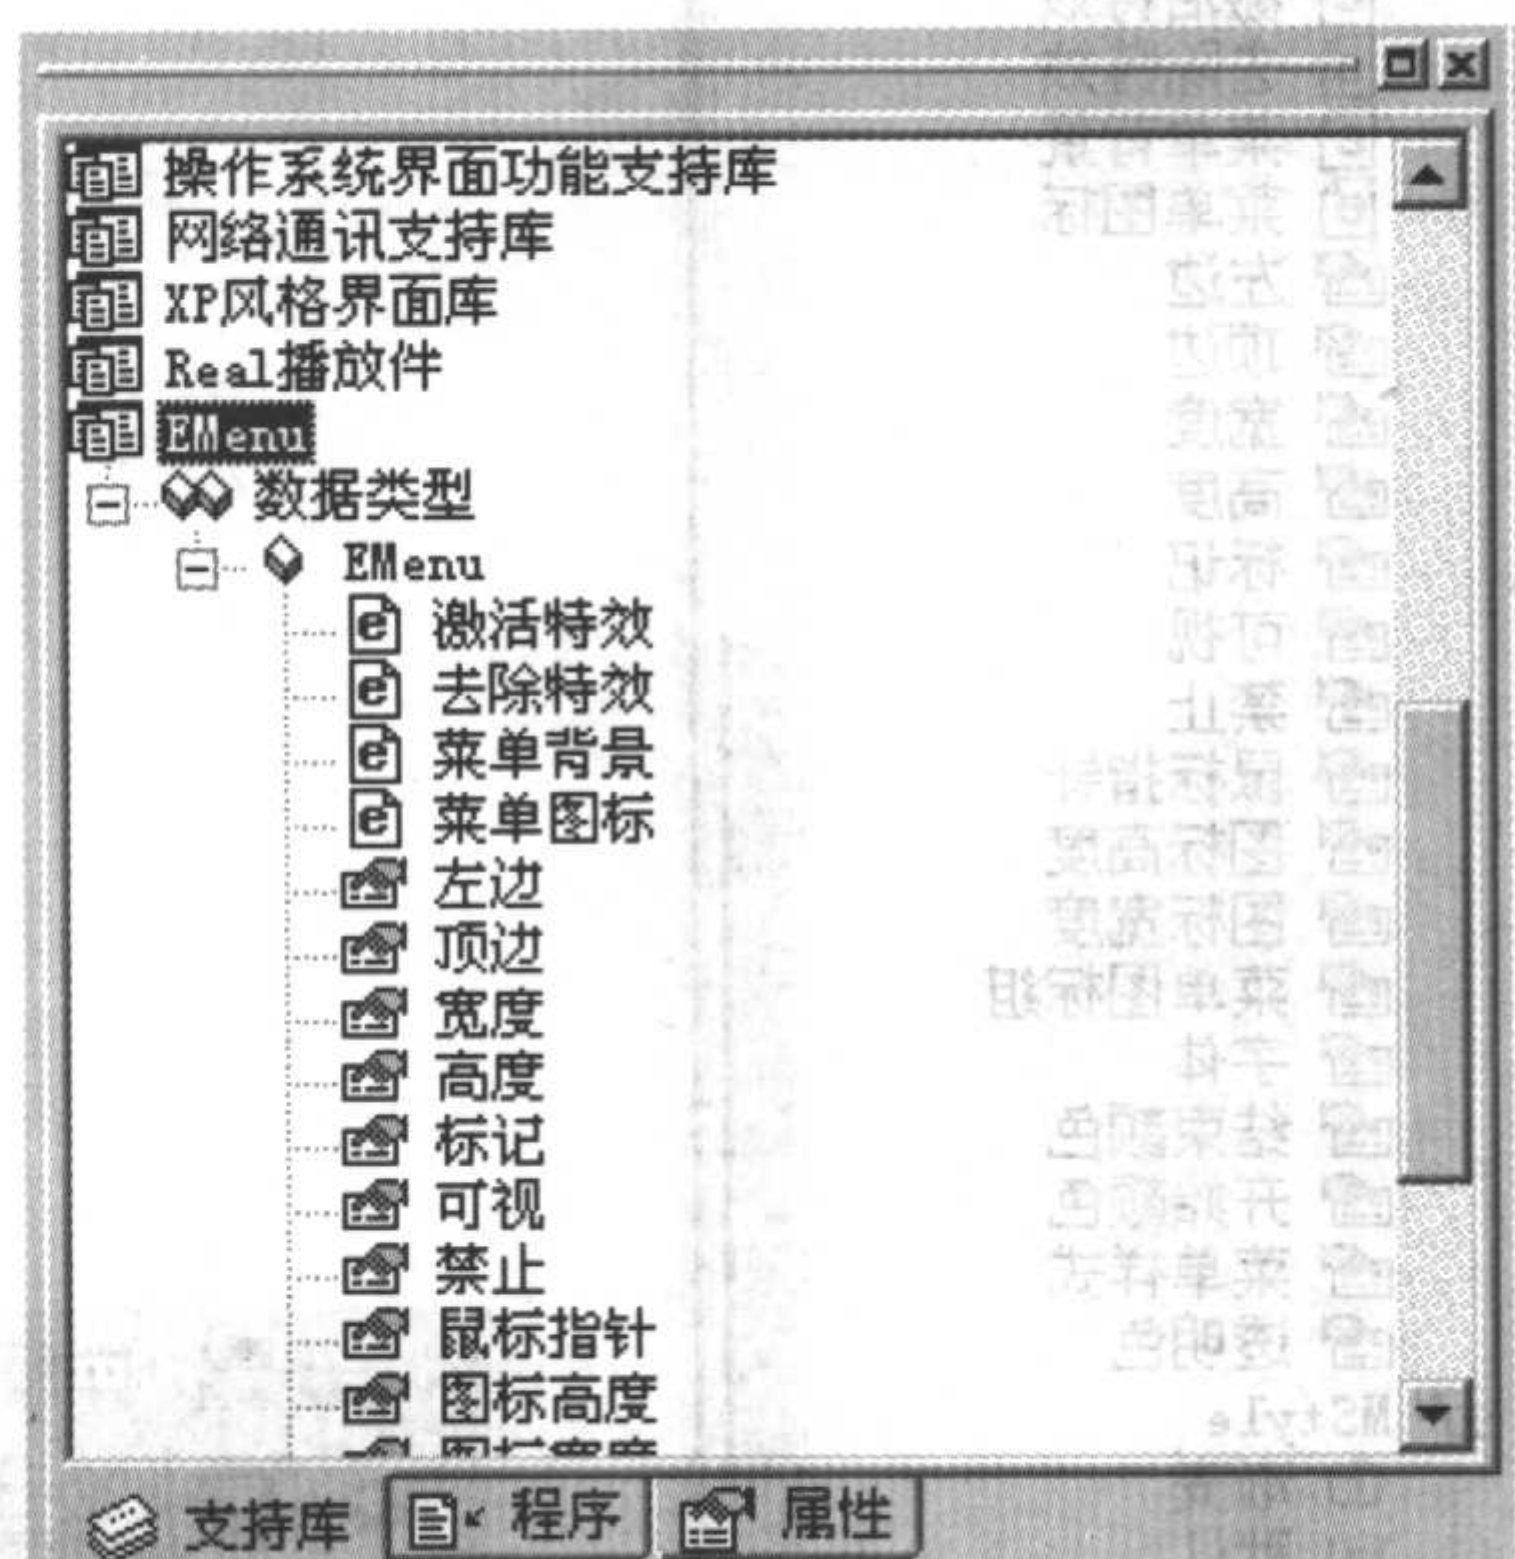 操作系统界面功能支持库
网络通讯支持库
XP风格界面库
Real播放件
EMenu
数据类型
EMenu
激活特效
去除特效
菜单背景
菜单图标
左边
顶边
宽度
高度
标记
可视
禁止
鼠标指针
图标高度
图标宽度
支持库 程序 属性